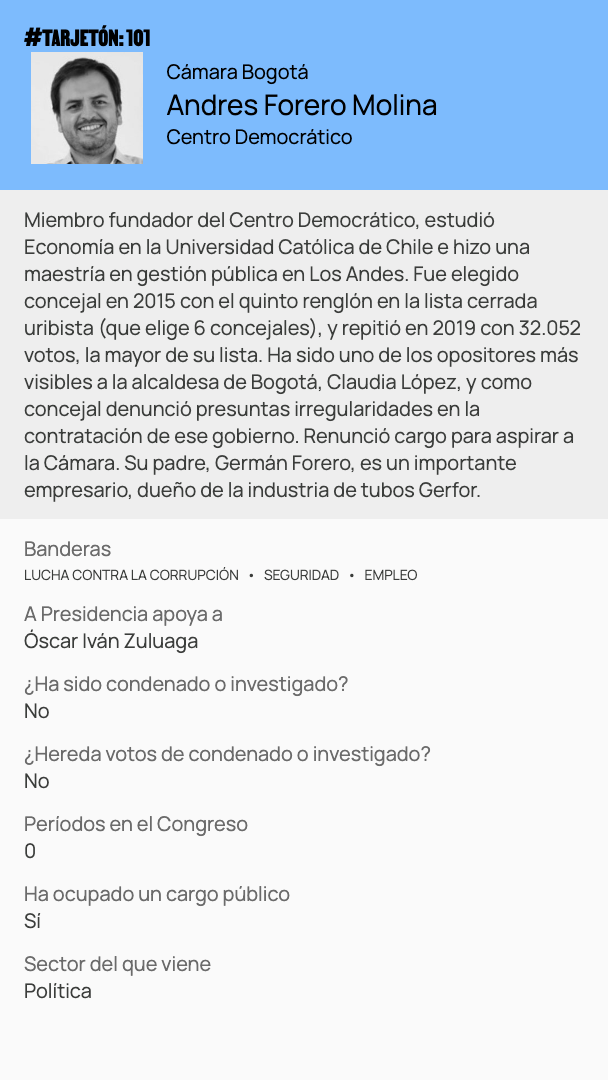 #TARJETÓN: 101
Cámara Bogotá
Andres Forero Molina
Centro Democrático
Miembro fundador del Centro Democrático, estudió
Economía en la Universidad Católica de Chile e hizo una
maestría en gestión pública en Los Andes. Fue elegido
concejal en 2015 con el quinto renglón en la lista cerrada
uribista (que elige 6 concejales), y repitió en 2019 con 32.052
votos, la mayor de su lista. Ha sido uno de los opositores más
visibles a la alcaldesa de Bogotá, Claudia López, y como
concejal denunció presuntas irregularidades en la
contratación de ese gobierno. Renunció cargo para aspirar a
la Cámara. Su padre, Germán Forero, es un importante
empresario, dueño de la industria de tubos Gerfor.
Banderas
LUCHA CONTRA LA CORRUPCIÓN • SEGURIDAD • EMPLEO
A Presidencia apoya a
Óscar Iván Zuluaga
¿Ha sido condenado o investigado?
No
¿Hereda votos de condenado o investigado?
No
Períodos en el Congreso
0
Ha ocupado un cargo público
Sí
Sector del que viene
Política